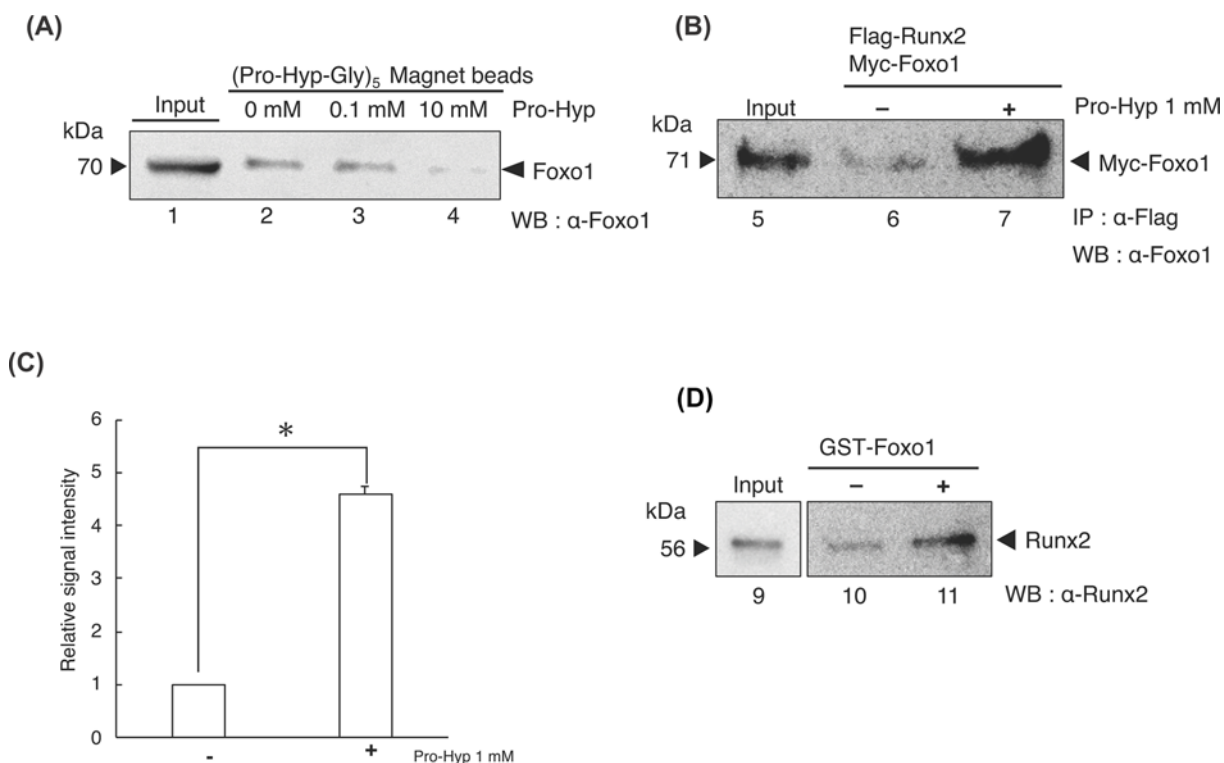 (A)
(Pro-Hyp-Gly)5 Magnet beads
Input 0 mM 0.1 mM 10 mM Pro-Hyp
kDa
70 Foxo1
1 2 3 4 WB : α-Foxo1
(B)
Flag-Runx2
Myc-Foxo1
Input − + Pro-Hyp 1 mM
kDa
71 Myc-Foxo1
5 6 7 IP : α-Flag
WB : α-Foxo1
(C)
Relative signal intensity
6
5
4
3
2
1
0
*
- + Pro-Hyp 1 mM
(D)
GST-Foxo1
Input − +
kDa
56 Runx2
9 10 11 WB : α-Runx2